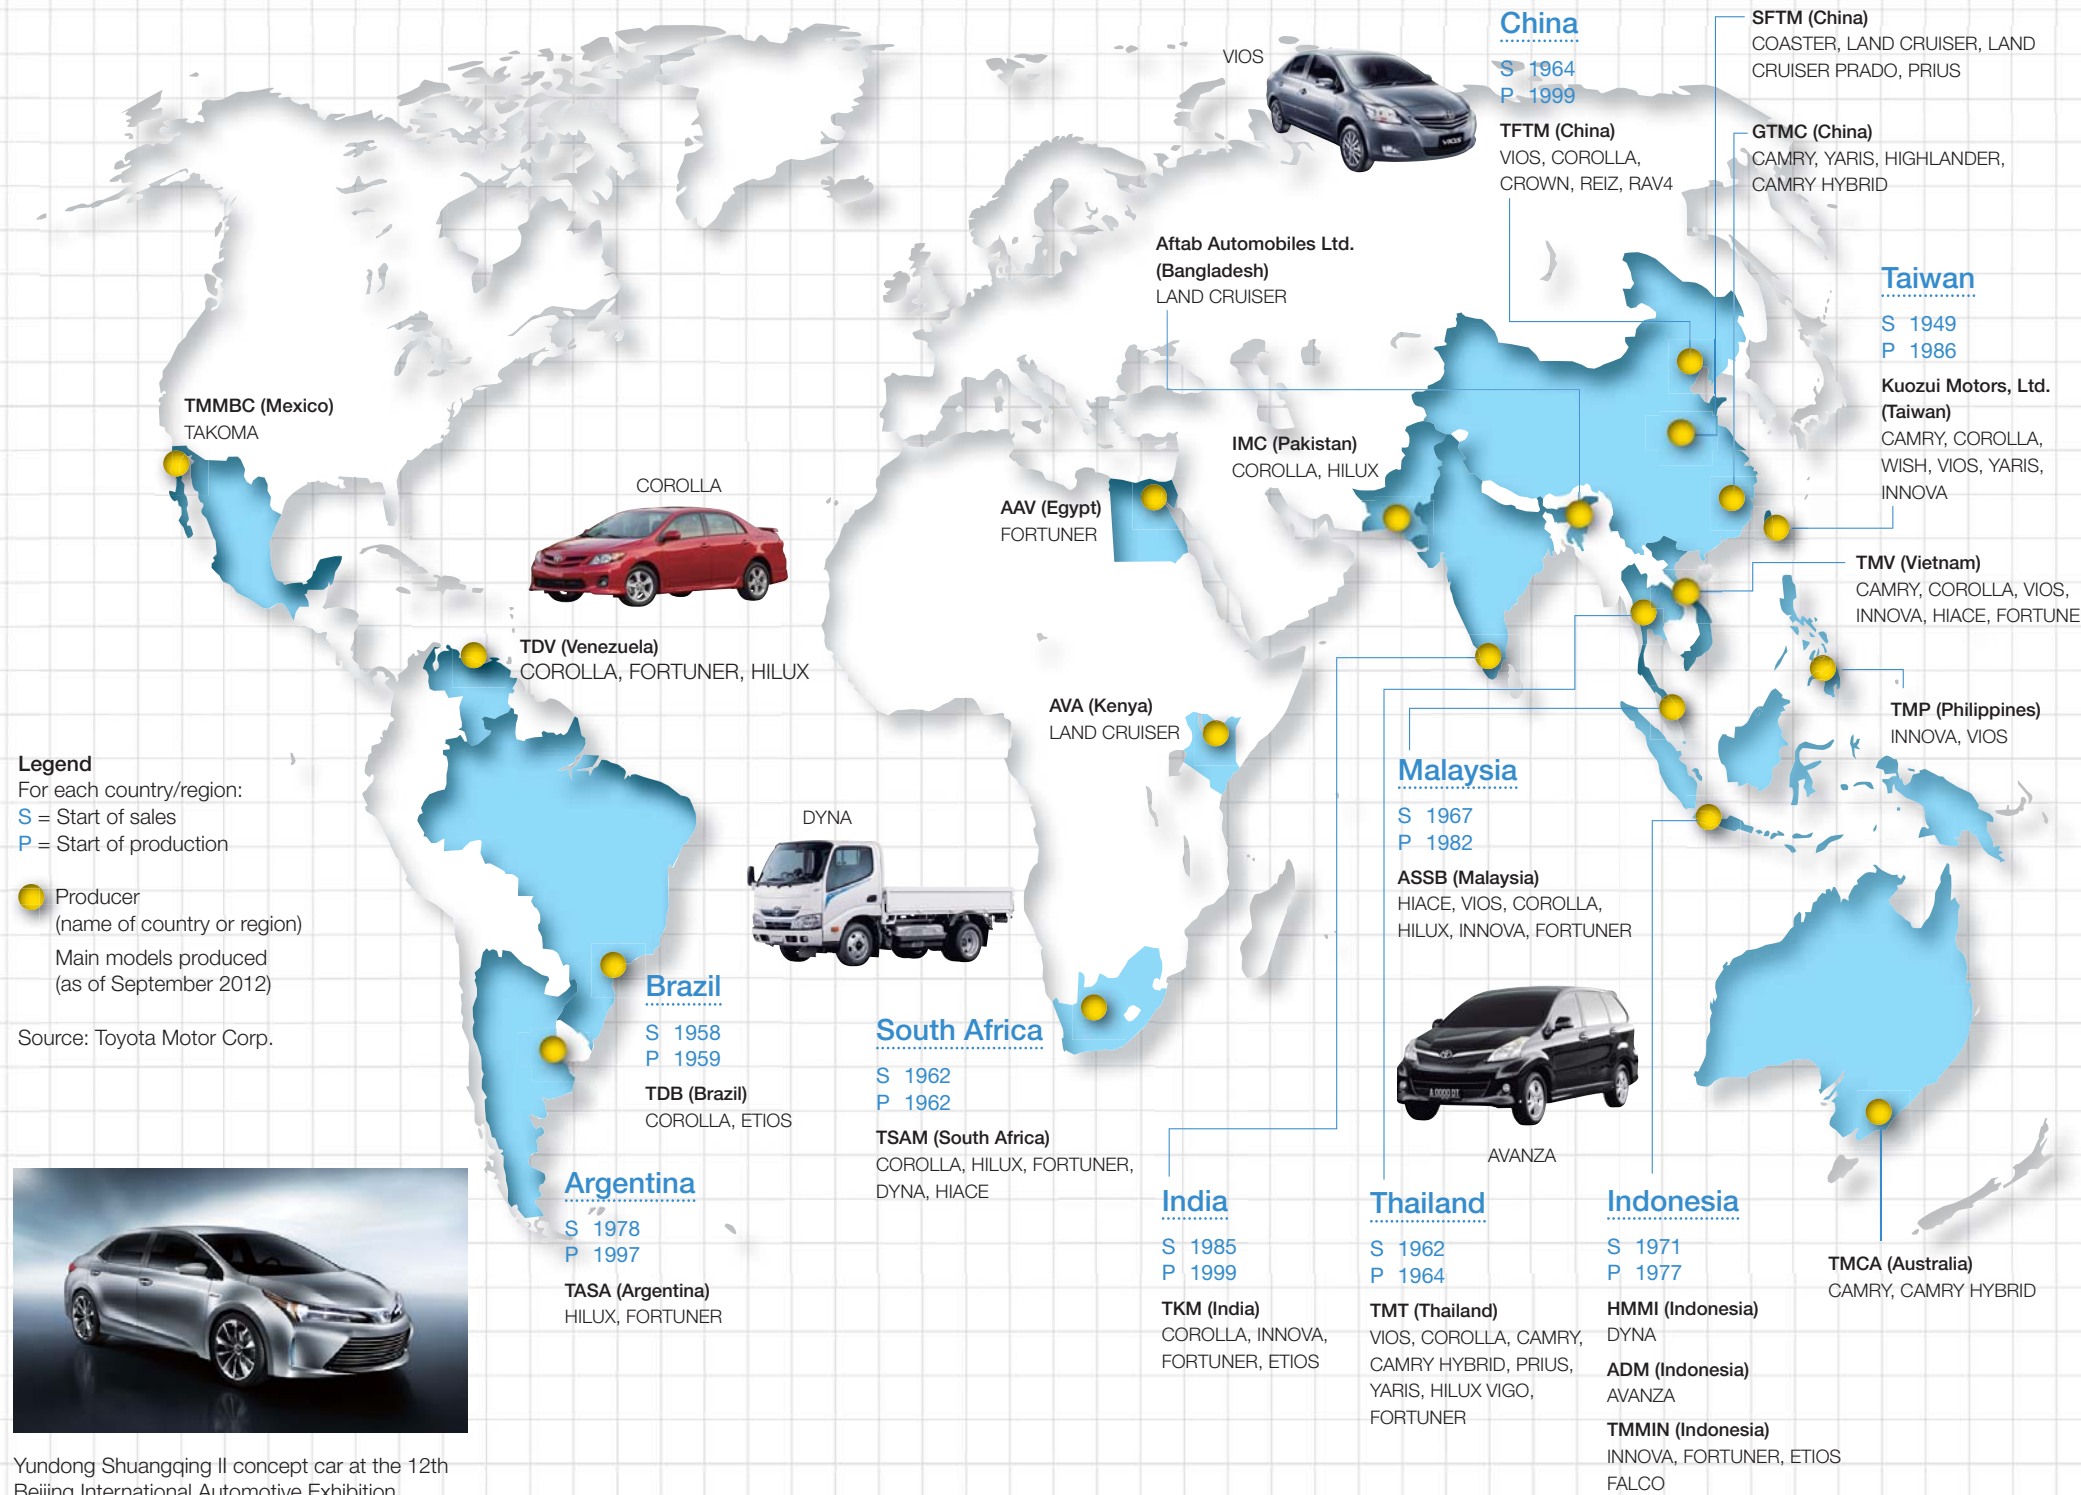 China
S 1964
P 1999
TFTM (China)
VIOS, COROLLA,
CROWN, REIZ, RAV4
SFTM (China)
COASTER, LAND CRUISER, LAND
CRUISER PRADO, PRIUS
GTMC (China)
CAMRY, YARIS, HIGHLANDER,
CAMRY HYBRID
VIOS
VIOS
Aftab Automobiles Ltd.
(Bangladesh)
LAND CRUISER
Taiwan
S 1949
P 1986
Kuozui Motors, Ltd.
(Taiwan)
CAMRY, COROLLA,
WISH, VIOS, YARIS,
INNOVA
TMMBC (Mexico)
TAKOMA
IMC (Pakistan)
COROLLA, HILUX
COROLLA
AAV (Egypt)
FORTUNER
TMV (Vietnam)
CAMRY, COROLLA, VIOS,
INNOVA, HIACE, FORTUNE
TDV (Venezuela)
COROLLA, FORTUNER, HILUX
AVA (Kenya)
LAND CRUISER
TMP (Philippines)
INNOVA, VIOS
Legend
For each country/region:
S = Start of sales
P = Start of production
Producer
(name of country or region)
Main models produced
(as of September 2012)
Source: Toyota Motor Corp.
DYNA
Malaysia
S 1967
P 1982
ASSB (Malaysia)
HIACE, VIOS, COROLLA,
HILUX, INNOVA, FORTUNER
Brazil
S 1958
P 1959
TDB (Brazil)
COROLLA, ETIOS
South Africa
S 1962
P 1962
TSAM (South Africa)
COROLLA, HILUX, FORTUNER,
DYNA, HIACE
AVANZA
Argentina
S 1978
P 1997
TASA (Argentina)
HILUX, FORTUNER
India
S 1985
P 1999
TKM (India)
COROLLA, INNOVA,
FORTUNER, ETIOS
Thailand
S 1962
P 1964
TMT (Thailand)
VIOS, COROLLA, CAMRY,
CAMRY HYBRID, PRIUS,
YARIS, HILUX VIGO,
FORTUNER
Indonesia
S 1971
P 1977
HMMI (Indonesia)
DYNA
ADM (Indonesia)
AVANZA
TMMIN (Indonesia)
INNOVA, FORTUNER, ETIOS
FALCO
TMCA (Australia)
CAMRY, CAMRY HYBRID
Yundong Shuangqing II concept car at the 12th
Beijing International Automotive Exhibition